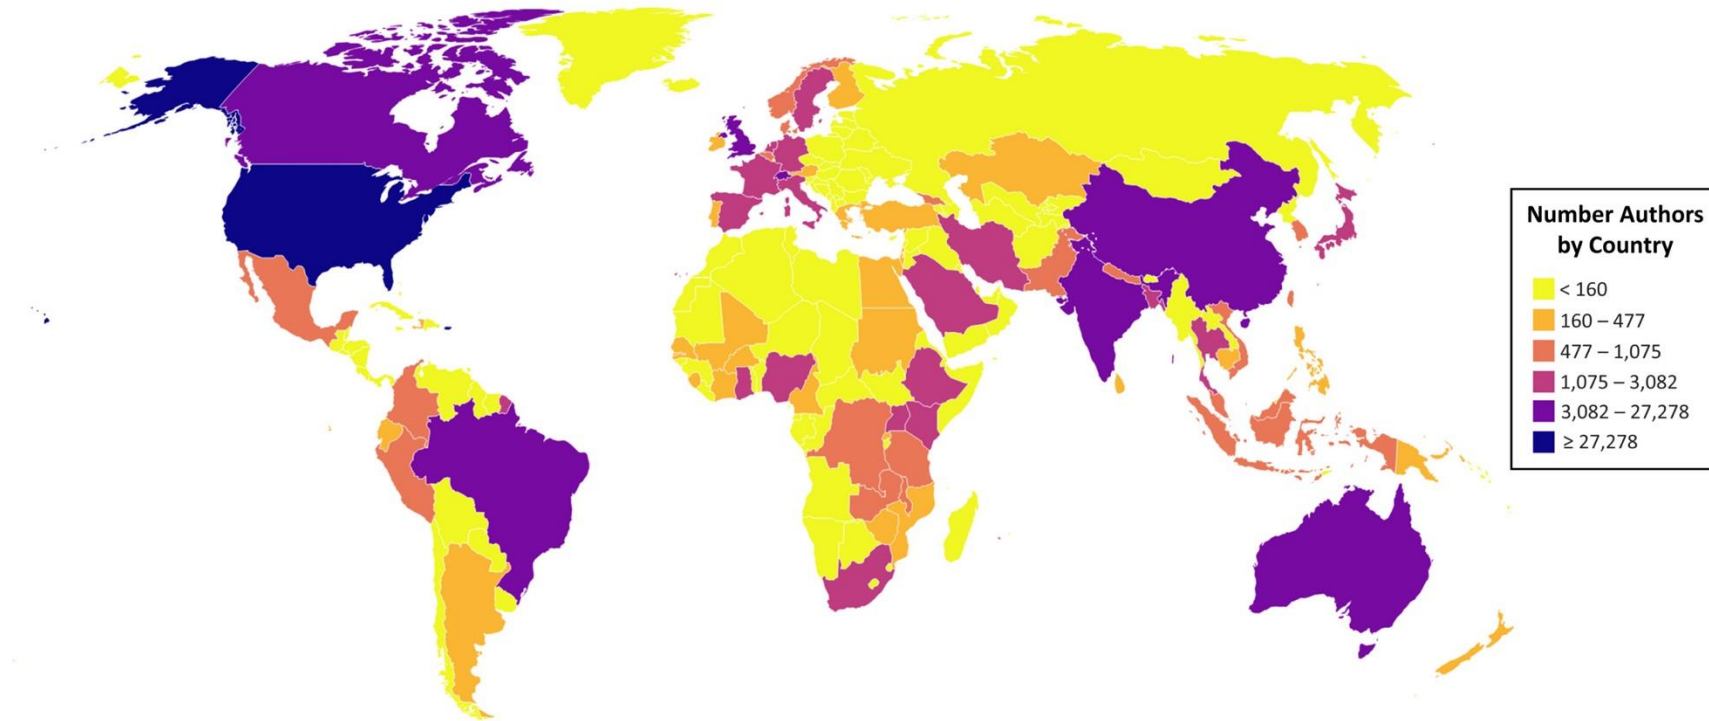 Number Authors
by Country
< 160
160 – 477
477 – 1,075
1,075 – 3,082
3,082 – 27,278
≥ 27,278